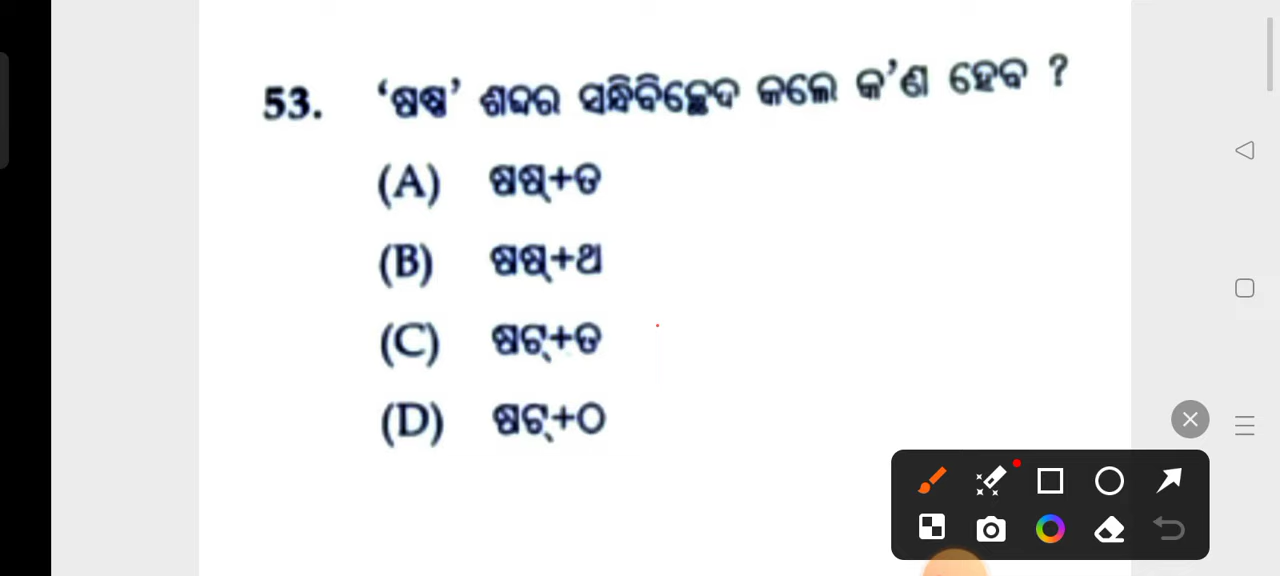 53. ‘ଷଷ୍ଠ’ ଶବ୍ଦର ସନ୍ଧିବିଚ୍ଛେଦ କଲେ କ’ଣ ହେବ ?
(A) ଷଷ୍+ତ
(B) ଷଷ୍+ଥ
(C) ଷଟ୍+ତ
(D) ଷଟ୍+ଠ